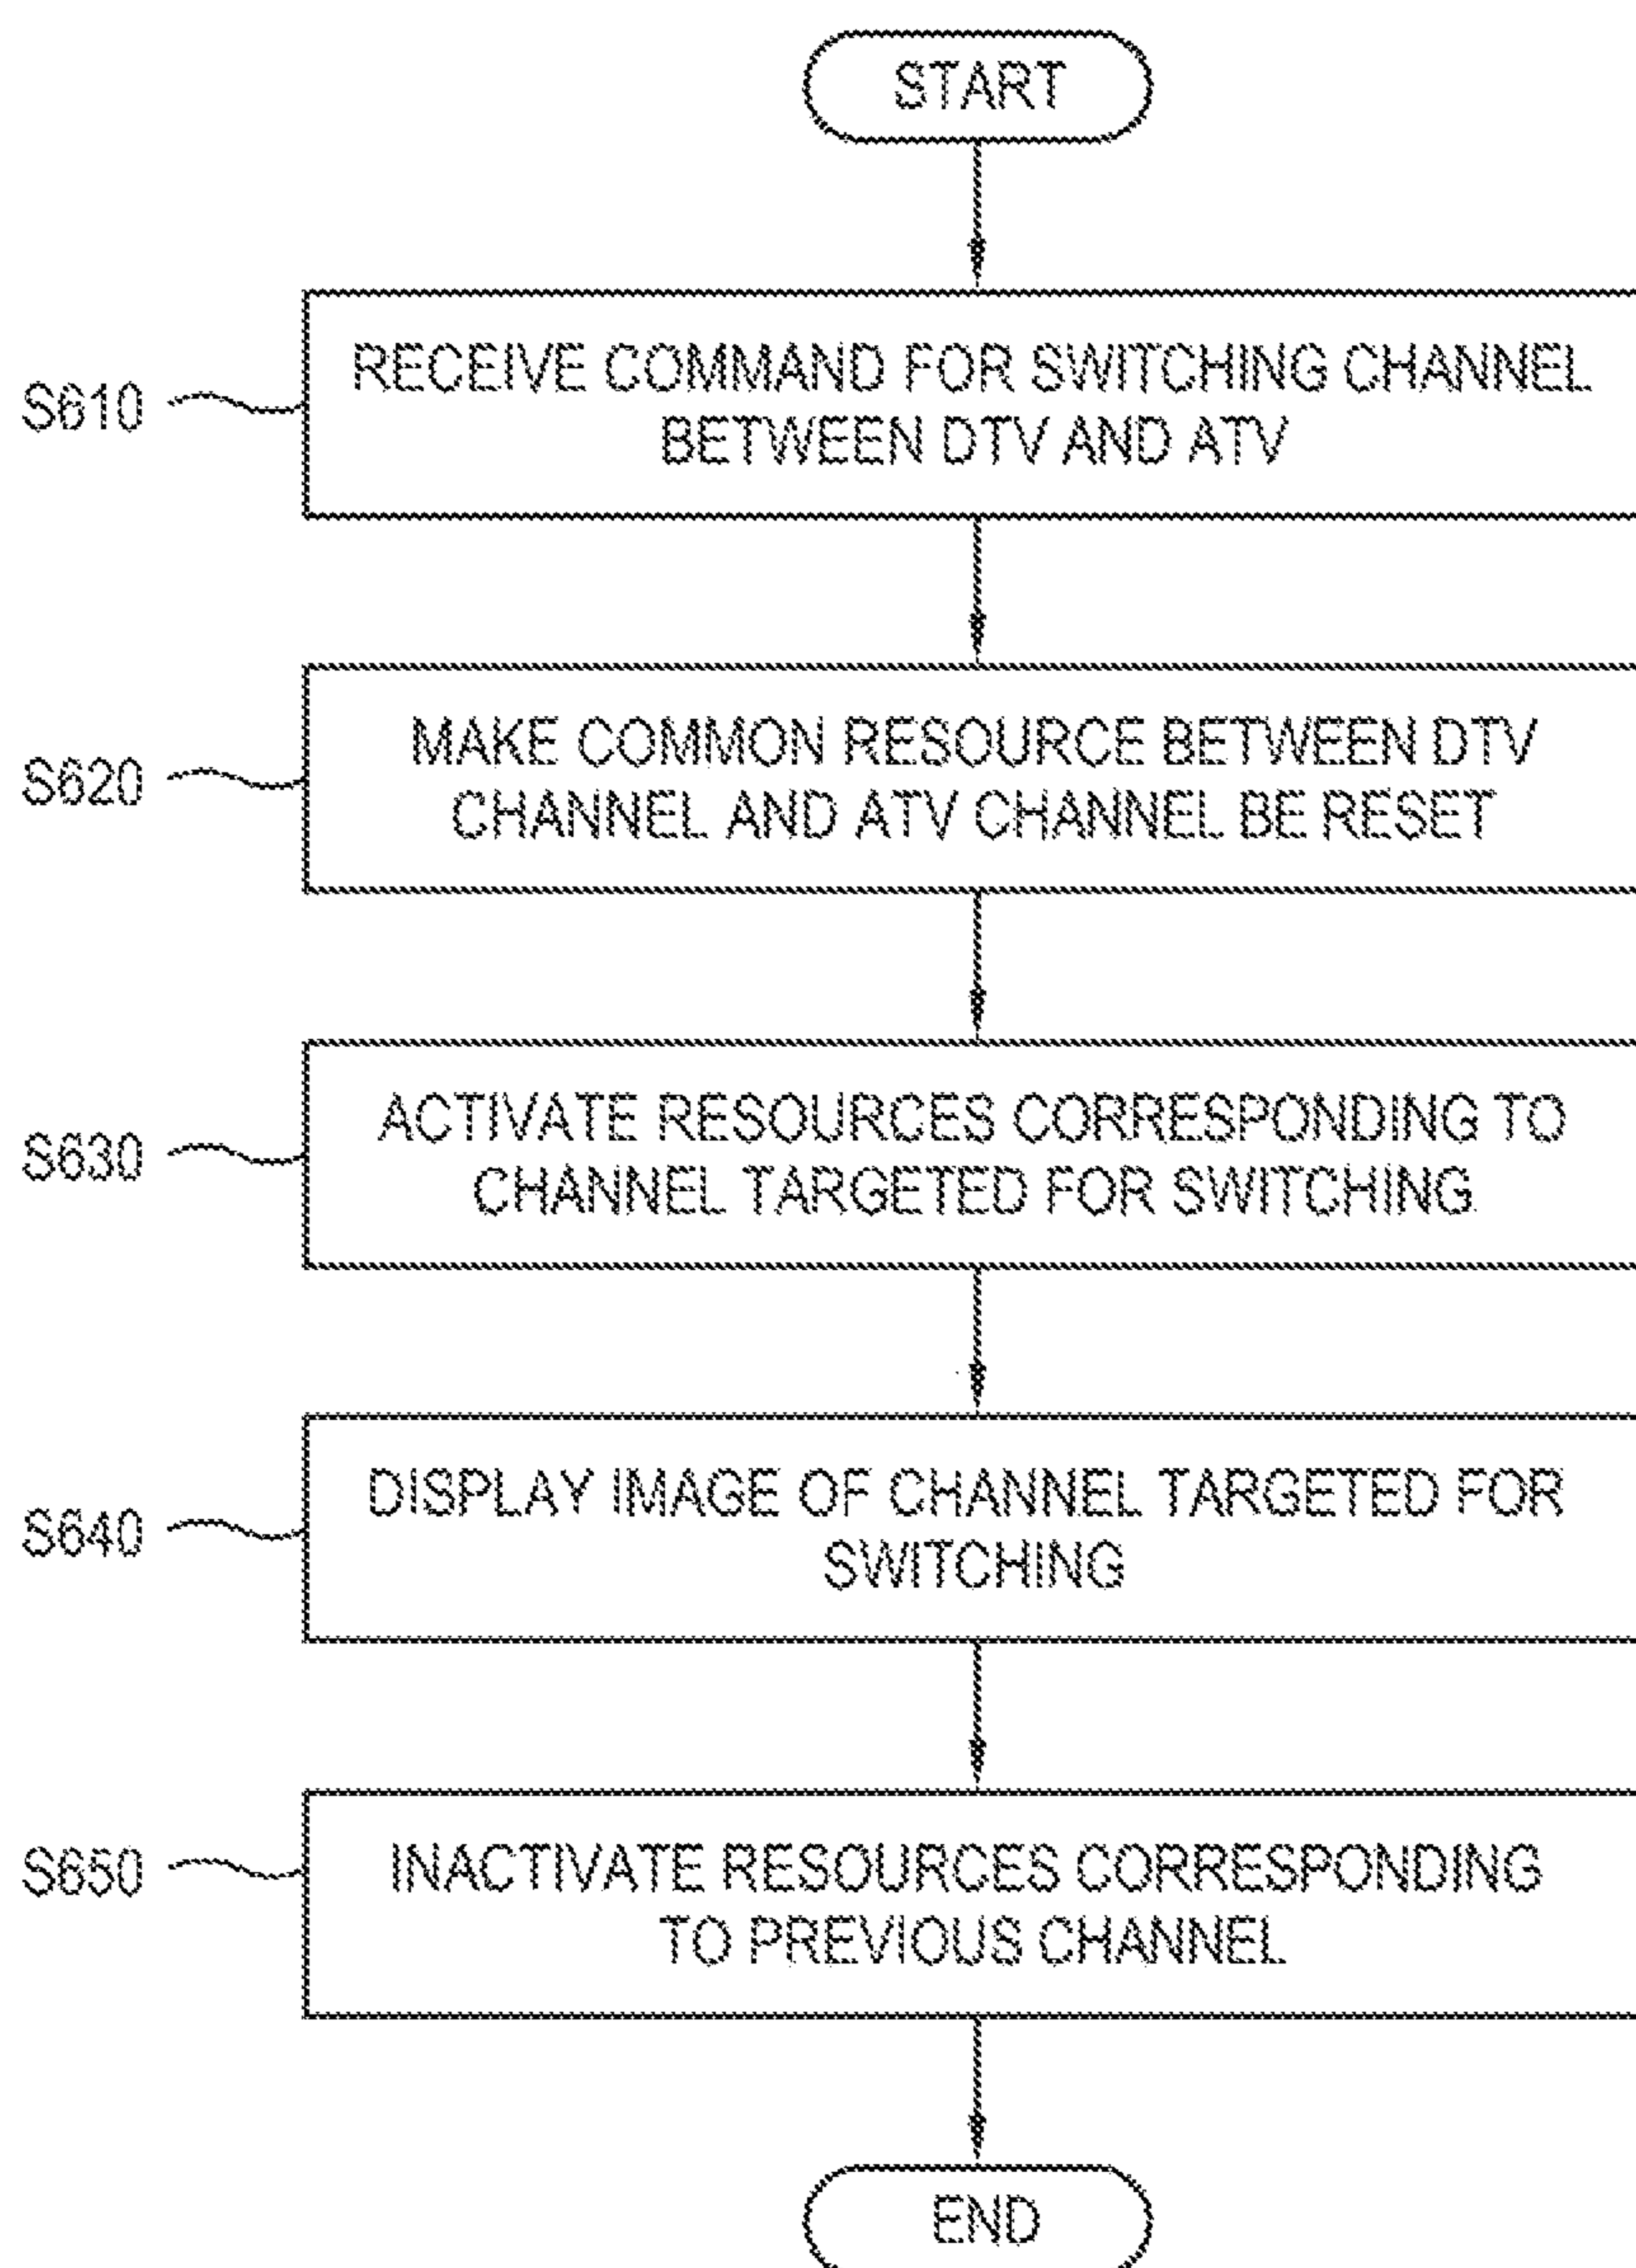 START
S610
RECEIVE COMMAND FOR SWITCHING CHANNEL
BETWEEN DTV AND ATV
S620
MAKE COMMON RESOURCE BETWEEN DTV
CHANNEL AND ATV CHANNEL BE RESET
S630
ACTIVATE RESOURCES CORRESPONDING TO
CHANNEL TARGETED FOR SWITCHING
S640
DISPLAY IMAGE OF CHANNEL TARGETED FOR
SWITCHING
S650
INACTIVATE RESOURCES CORRESPONDING
TO PREVIOUS CHANNEL
END